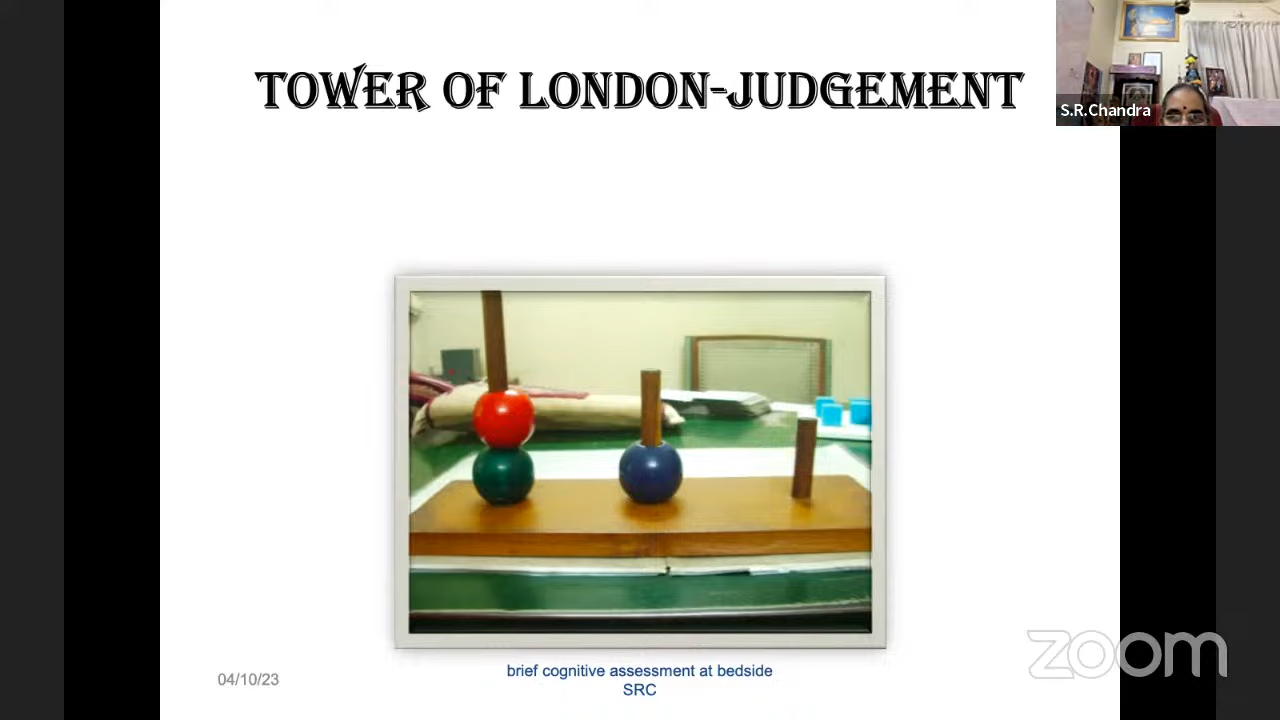 TOWER OF LONDON-JUDGEMENT
S.R.Chandra
04/10/23
brief cognitive assessment at bedside
SRC
zoom